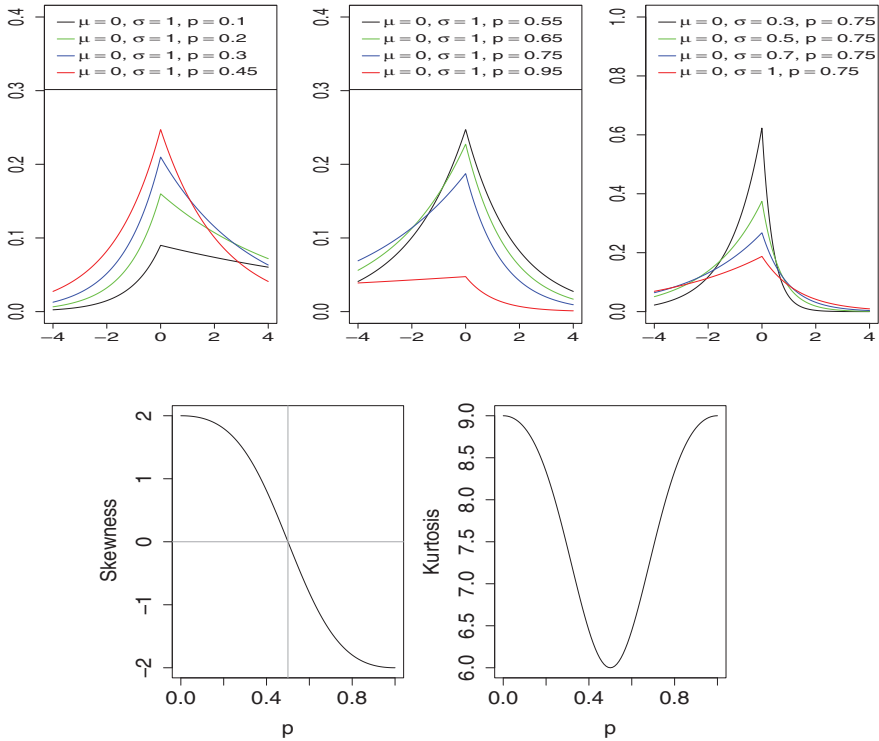 μ = 0, σ = 1, p = 0.1
μ = 0, σ = 1, p = 0.2
μ = 0, σ = 1, p = 0.3
μ = 0, σ = 1, p = 0.45
0.0 0.1 0.2 0.3 0.4
−4 −2 0 2 4
μ = 0, σ = 1, p = 0.55
μ = 0, σ = 1, p = 0.65
μ = 0, σ = 1, p = 0.75
μ = 0, σ = 1, p = 0.95
0.0 0.1 0.2 0.3 0.4
−4 −2 0 2 4
μ = 0, σ = 0.3, p = 0.75
μ = 0, σ = 0.5, p = 0.75
μ = 0, σ = 0.7, p = 0.75
μ = 0, σ = 1, p = 0.75
0.0 0.2 0.4 0.6 0.8 1.0
−4 −2 0 2 4
Skewness
−2 −1 0 1 2
0.0 0.4 0.8
p
Kurtosis
6.0 6.5 7.0 7.5 8.0 8.5 9.0
0.0 0.4 0.8
p